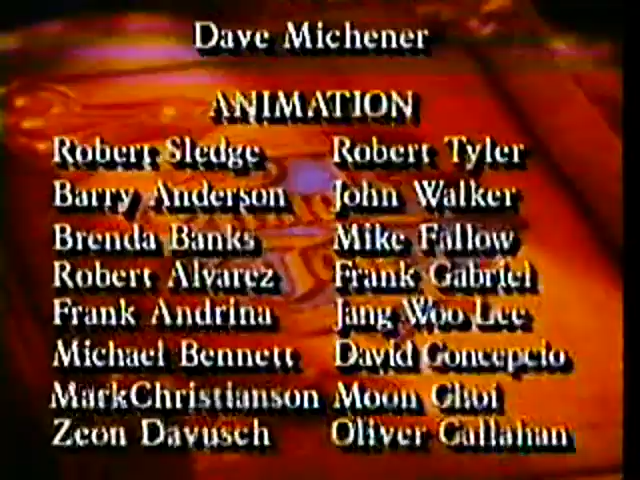 Dave Michener
ANIMATION
Robert Sledge Robert Tyler
Barry Anderson John Walker
Brenda Banks Mike Fallow
Robert Alvarez Frank Gabriel
Frank Andrina Jang Woo Lee
Michael Bennett David Concepcio
MarkChristianson Moon Choi
Zeon Davusch Oliver Callahan